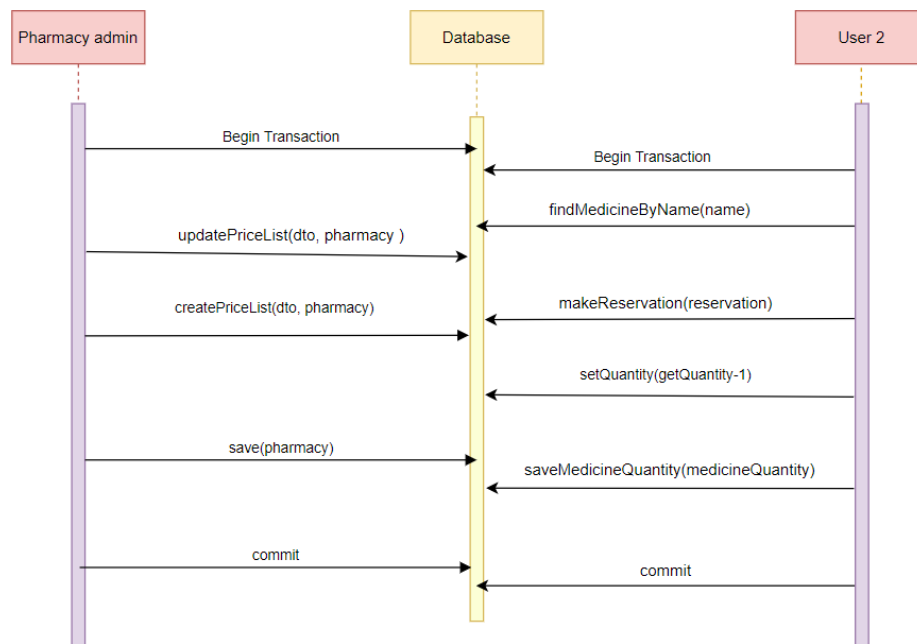 Pharmacy admin
Database
User 2
Begin Transaction
Begin Transaction
findMedicineByName(name)
updatePriceList(dto, pharmacy )
makeReservation(reservation)
createPriceList(dto, pharmacy)
setQuantity(getQuantity-1)
save(pharmacy)
saveMedicineQuantity(medicineQuantity)
commit
commit